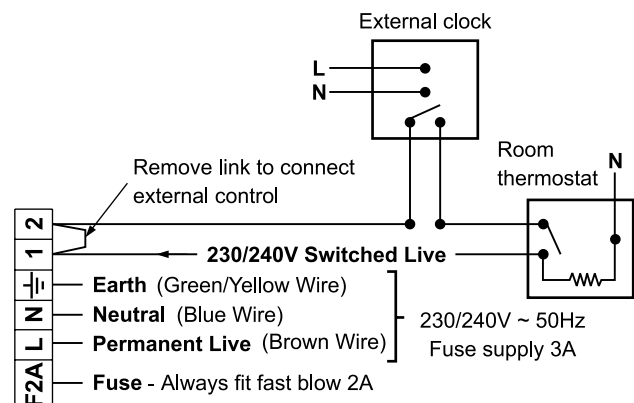 External clock
L
N
Room
thermostat
N
Remove link to connect
external control
2
1
230/240V Switched Live
Earth (Green/Yellow Wire)
N
Neutral (Blue Wire)
L
Permanent Live (Brown Wire)
230/240V ~ 50Hz
Fuse supply 3A
F2A
Fuse - Always fit fast blow 2A